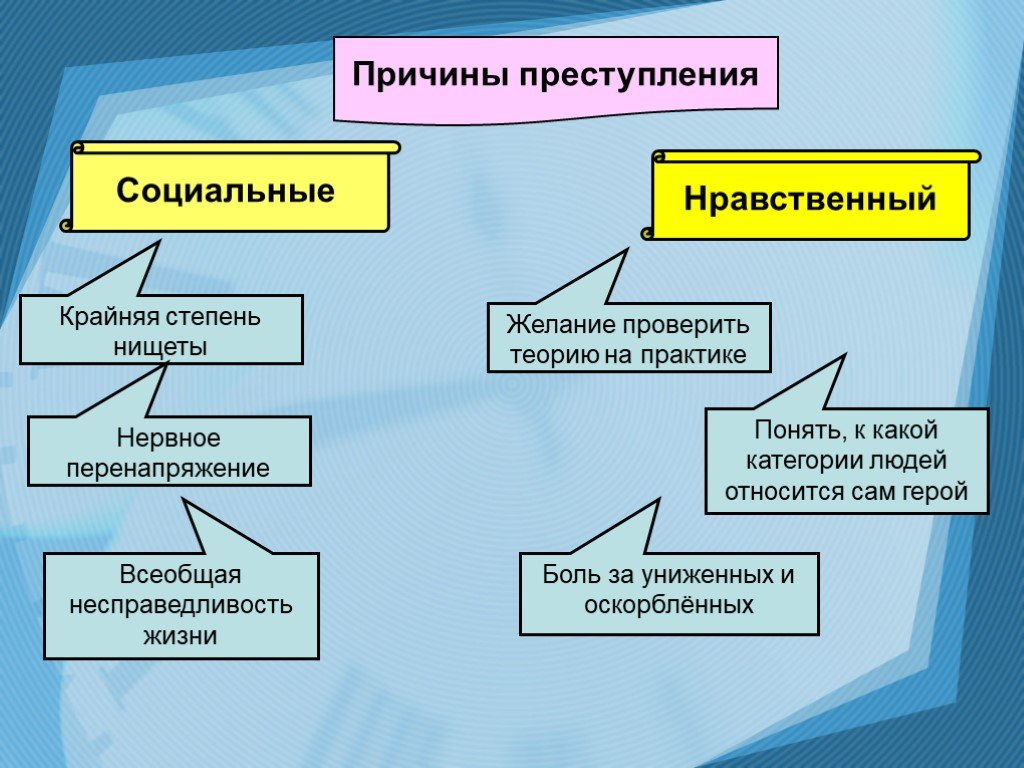 Причины преступления
Социальные
Крайняя степень
нищеты
Нервное
перенапряжение
Всеобщая
несправедливость
жизни
Нравственный
Желание проверить
теорию на практике
Понять, к какой
категории людей
относится сам герой
Боль за униженных и
оскорблённых